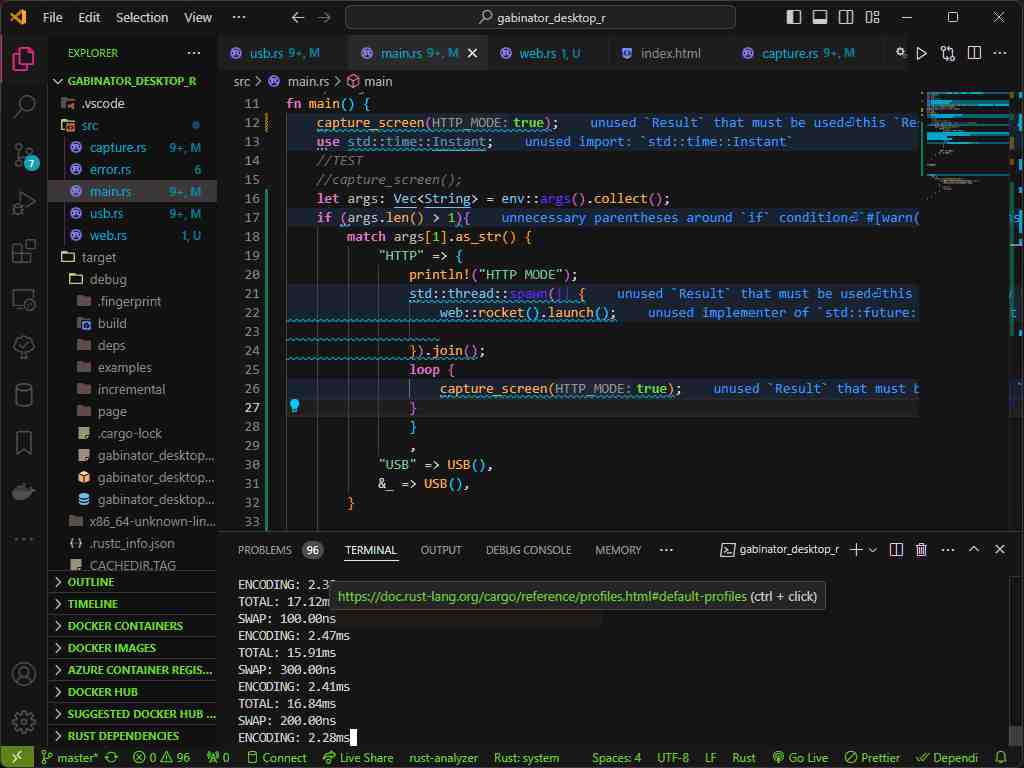 File Edit Selection View ··· gabinator_desktop_r
EXPLORER ···
GABINATOR_DESKTOP_R
.vscode
src
capture.rs 9+, M
error.rs 6
main.rs 9+, M
usb.rs 9+, M
web.rs 1, U
target
debug
.fingerprint
build
deps
examples
incremental
page
.cargo-lock
gabinator_desktop...
gabinator_desktop...
gabinator_desktop...
x86_64-unknown-lin...
.rustc_info.json
CACHEDIR.TAG
OUTLINE
TIMELINE
DOCKER CONTAINERS
DOCKER IMAGES
AZURE CONTAINER REGIS...
DOCKER HUB
SUGGESTED DOCKER HUB ...
RUST DEPENDENCIES
7
usb.rs 9+, M main.rs 9+, M web.rs 1, U index.html capture.rs 9+, M
src > main.rs > main
11 fn main() {
12 capture_screen(HTTP_MODE: true); unused `Result` that must be used⏎this `Re
13 use std::time::Instant; unused import: `std::time::Instant`
14 //TEST
15 //capture_screen();
16 let args: Vec<String> = env::args().collect();
17 if (args.len() > 1){ unnecessary parentheses around `if` condition⏎`#[warn(
18 match args[1].as_str() {
19 "HTTP" => {
20 println!("HTTP MODE");
21 std::thread::spawn(|| { unused `Result` that must be used⏎this
22 web::rocket().launch(); unused implementer of `std::future:
23
24 }).join();
25 loop {
26 capture_screen(HTTP_MODE: true); unused `Result` that must b
27 }
28 }
29 ,
30 "USB" => USB(),
31 &_ => USB(),
32 }
33
PROBLEMS 96 TERMINAL OUTPUT DEBUG CONSOLE MEMORY ··· gabinator_desktop_r
ENCODING: 2.3
TOTAL: 17.12m
https://doc.rust-lang.org/cargo/reference/profiles.html#default-profiles (ctrl + click)
SWAP: 100.00ns
ENCODING: 2.47ms
TOTAL: 15.91ms
SWAP: 300.00ns
ENCODING: 2.41ms
TOTAL: 16.84ms
SWAP: 200.00ns
ENCODING: 2.28ms
master* 0 96 0 Connect Live Share rust-analyzer Rust: system Spaces: 4 UTF-8 LF Rust Go Live Prettier Dependi